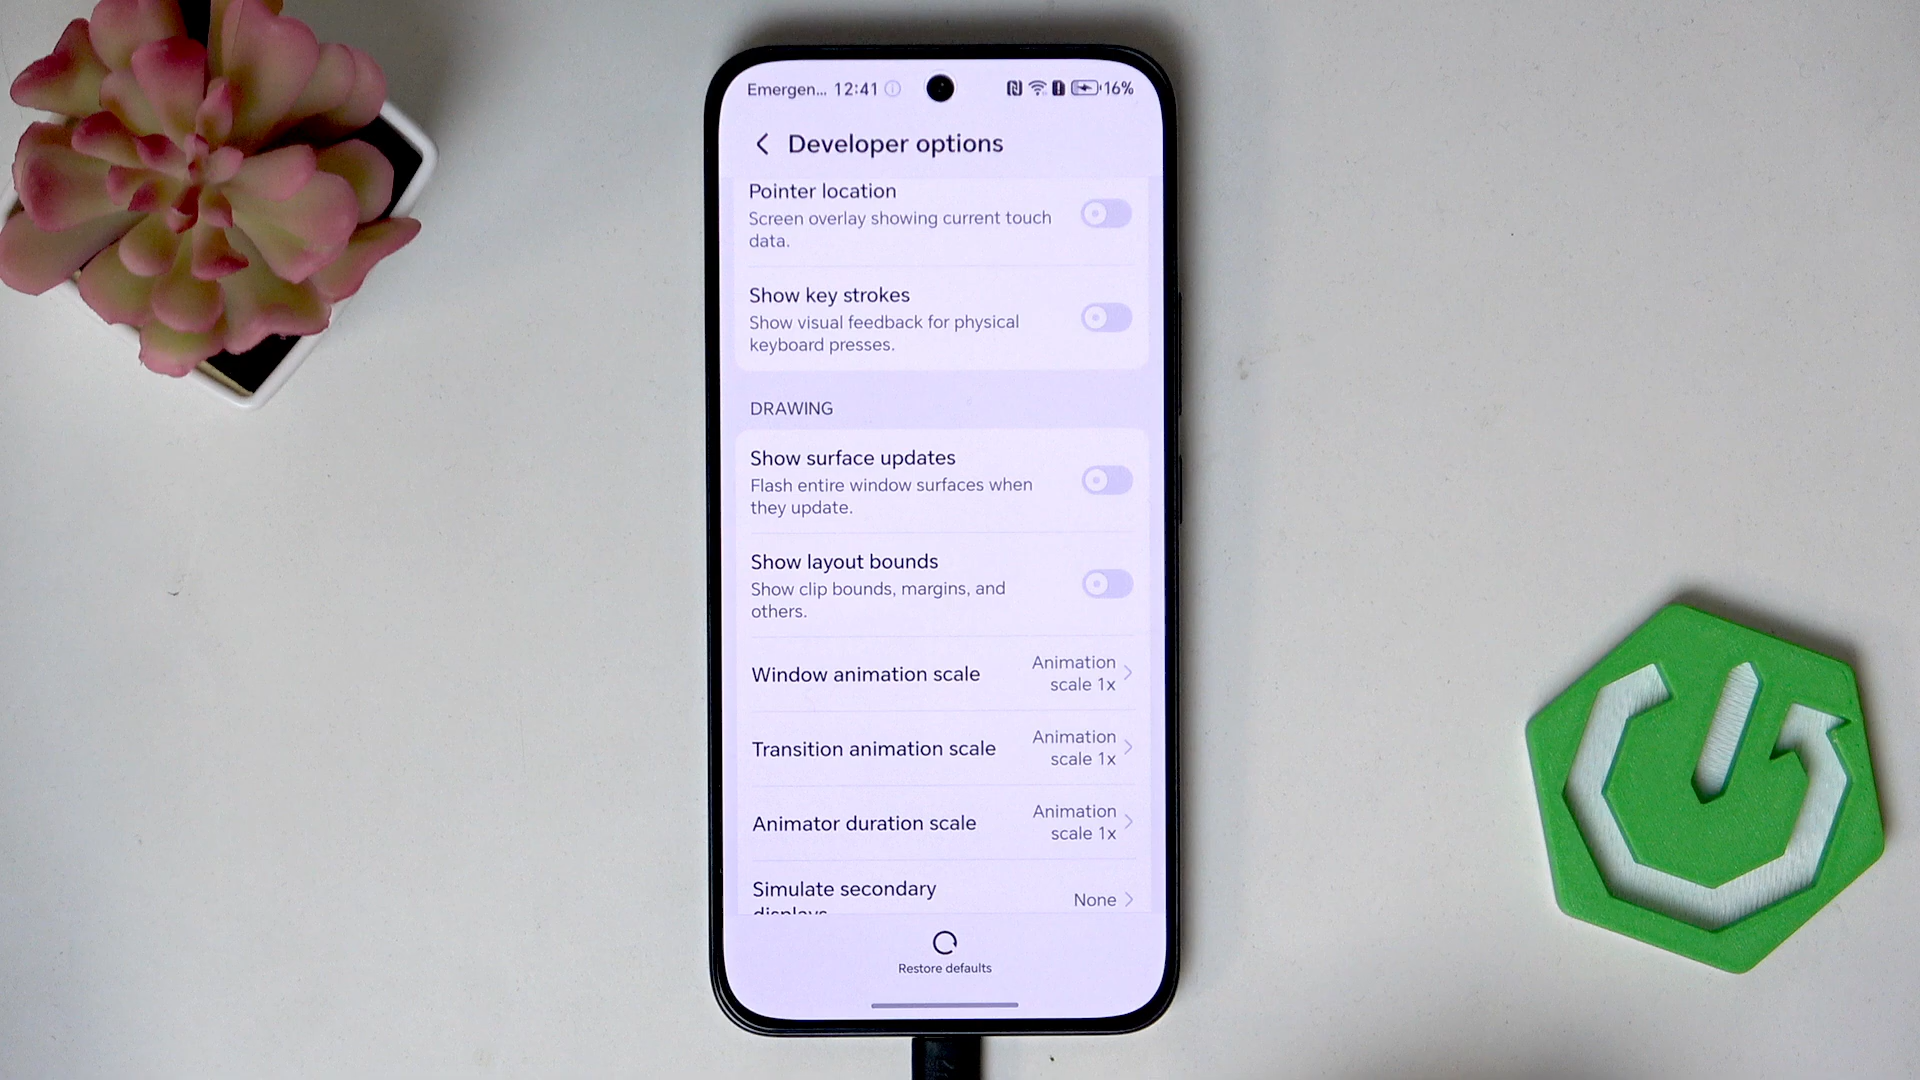 Emergen... 12:41 16%
Developer options
Pointer location
Screen overlay showing current touch
data.
Show key strokes
Show visual feedback for physical
keyboard presses.
DRAWING
Show surface updates
Flash entire window surfaces when
they update.
Show layout bounds
Show clip bounds, margins, and
others.
Window animation scale
Animation
scale 1x
Transition animation scale
Animation
scale 1x
Animator duration scale
Animation
scale 1x
Simulate secondary
displays
None
Restore defaults